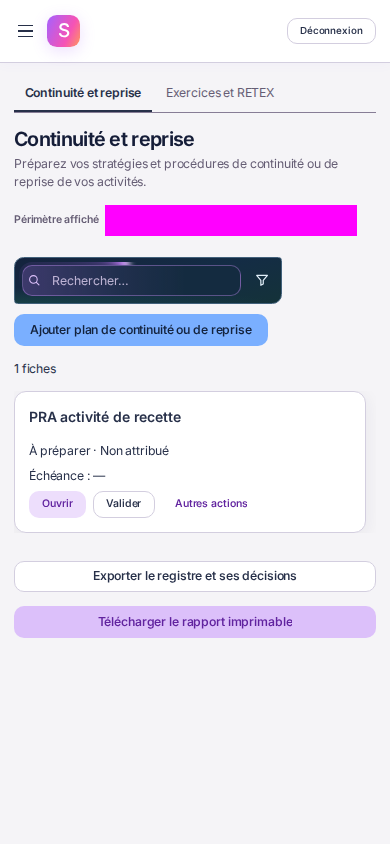 S
Déconnexion
Continuité et reprise
Exercices et RETEX
Continuité et reprise
Préparez vos stratégies et procédures de continuité ou de
reprise de vos activités.
Périmètre affiché
Rechercher...
Ajouter plan de continuité ou de reprise
1 fiches
PRA activité de recette
À préparer · Non attribué
Échéance : —
Ouvrir
Valider
Autres actions
Exporter le registre et ses décisions
Télécharger le rapport imprimable